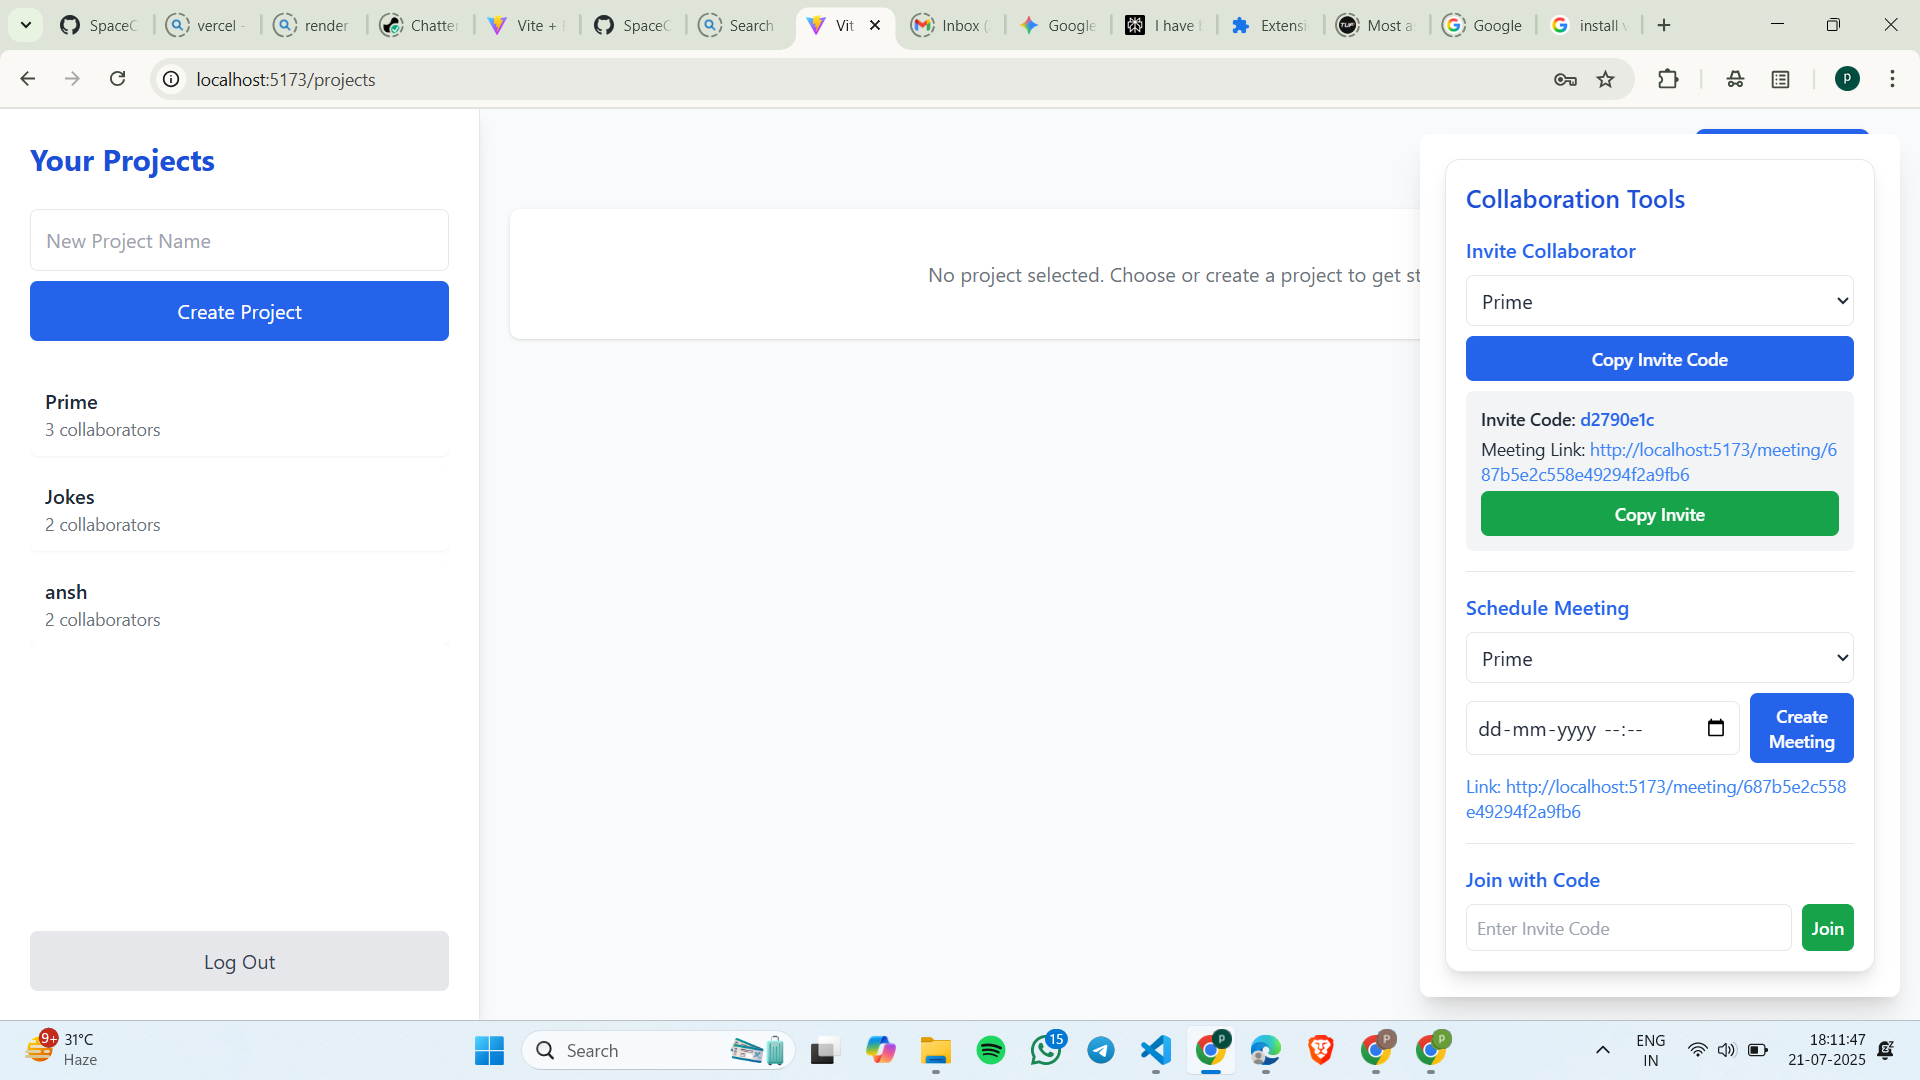 SpaceC
vercel -
render
Chatter
Vite +
SpaceC
Search
Vit
Inbox (
Google
I have b
Extensi
Most a
Google
install v
localhost:5173/projects
p
Your Projects
New Project Name
Create Project
Prime
3 collaborators
Jokes
2 collaborators
ansh
2 collaborators
Log Out
No project selected. Choose or create a project to get st
Collaboration Tools
Invite Collaborator
Prime
Copy Invite Code
Invite Code: d2790e1c
Meeting Link: http://localhost:5173/meeting/6
87b5e2c558e49294f2a9fb6
Copy Invite
Schedule Meeting
Prime
dd-mm-yyyy --:--
Create
Meeting
Link: http://localhost:5173/meeting/687b5e2c558
e49294f2a9fb6
Join with Code
Enter Invite Code
Join
9+
31°C
Haze
Search
15
P
P
P
ENG
IN
18:11:47
21-07-2025